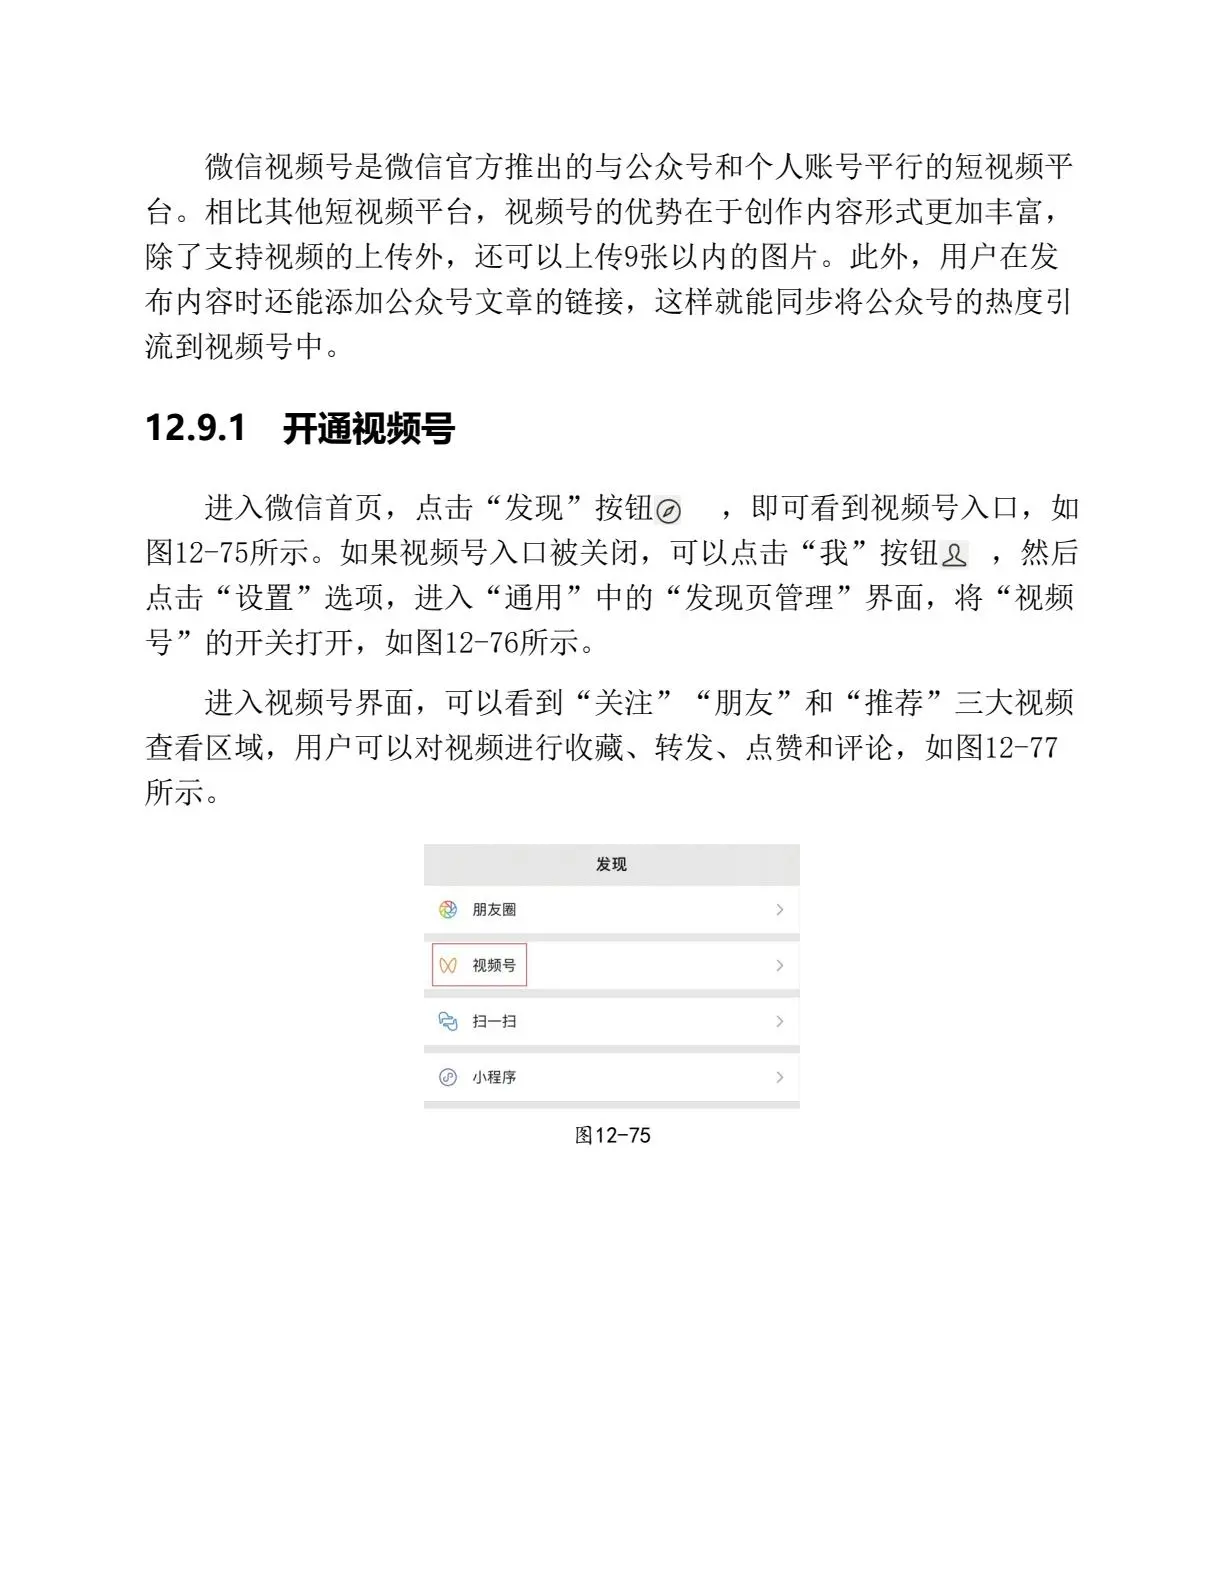 微信视频号是微信官方推出的与公众号和个人账号平行的短视频平
台。相比其他短视频平台，视频号的优势在于创作内容形式更加丰富，
除了支持视频的上传外，还可以上传9张以内的图片。此外，用户在发
布内容时还能添加公众号文章的链接，这样就能同步将公众号的热度引
流到视频号中。
12.9.1　开通视频号
进入微信首页，点击“发现”按钮，即可看到视频号入口，如
图12-75所示。如果视频号入口被关闭，可以点击“我”按钮，然后
点击“设置”选项，进入“通用”中的“发现页管理”界面，将“视频
号”的开关打开，如图12-76所示。
进入视频号界面，可以看到“关注”“朋友”和“推荐”三大视频
查看区域，用户可以对视频进行收藏、转发、点赞和评论，如图12-77
所示。
发现
朋友圈
视频号
扫一扫
小程序
图12-75